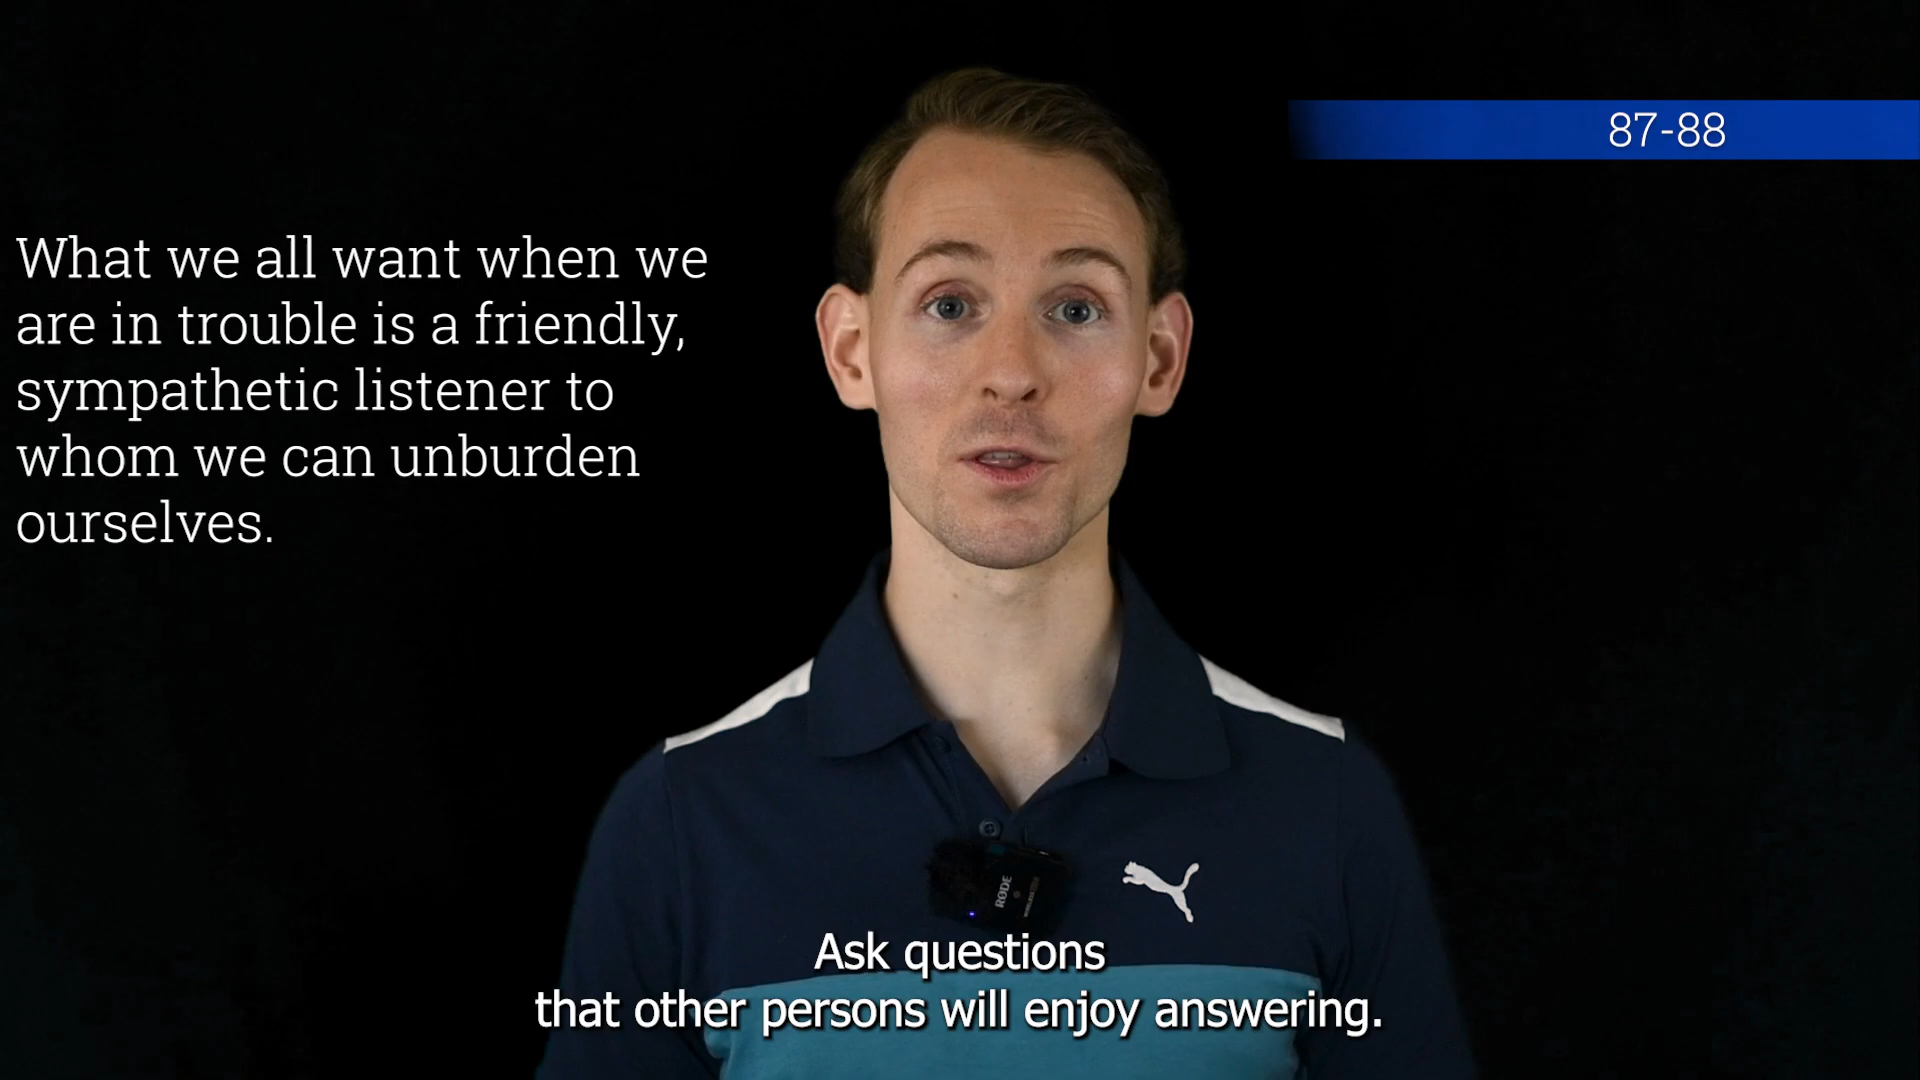 87-88
What we all want when we
are in trouble is a friendly,
sympathetic listener to
whom we can unburden
ourselves.
RØDE
Ask questions
that other persons will enjoy answering.